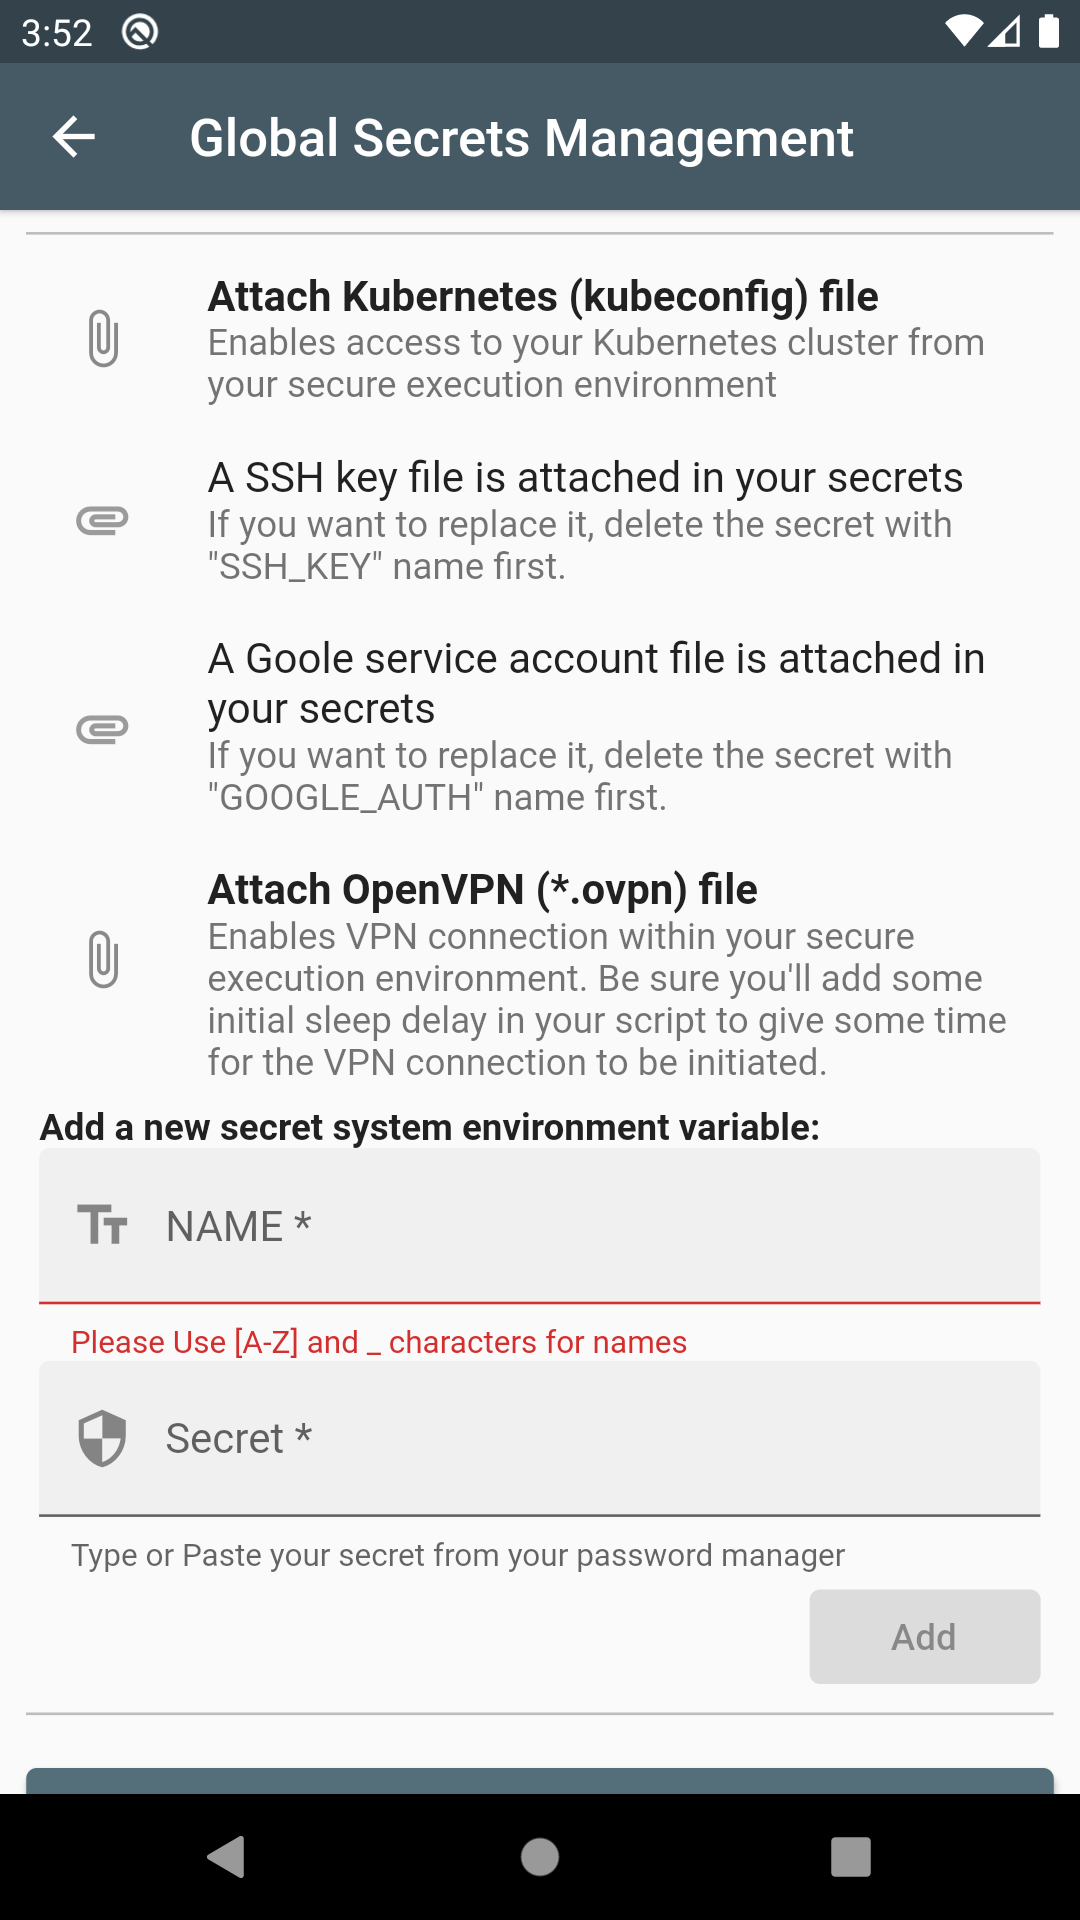 3:52
Global Secrets Management
Attach Kubernetes (kubeconfig) file
Enables access to your Kubernetes cluster from
your secure execution environment
A SSH key file is attached in your secrets
If you want to replace it, delete the secret with
"SSH_KEY" name first.
A Goole service account file is attached in
your secrets
If you want to replace it, delete the secret with
"GOOGLE_AUTH" name first.
Attach OpenVPN (*.ovpn) file
Enables VPN connection within your secure
execution environment. Be sure you'll add some
initial sleep delay in your script to give some time
for the VPN connection to be initiated.
Add a new secret system environment variable:
NAME *
Please Use [A-Z] and _ characters for names
Secret *
Type or Paste your secret from your password manager
Add